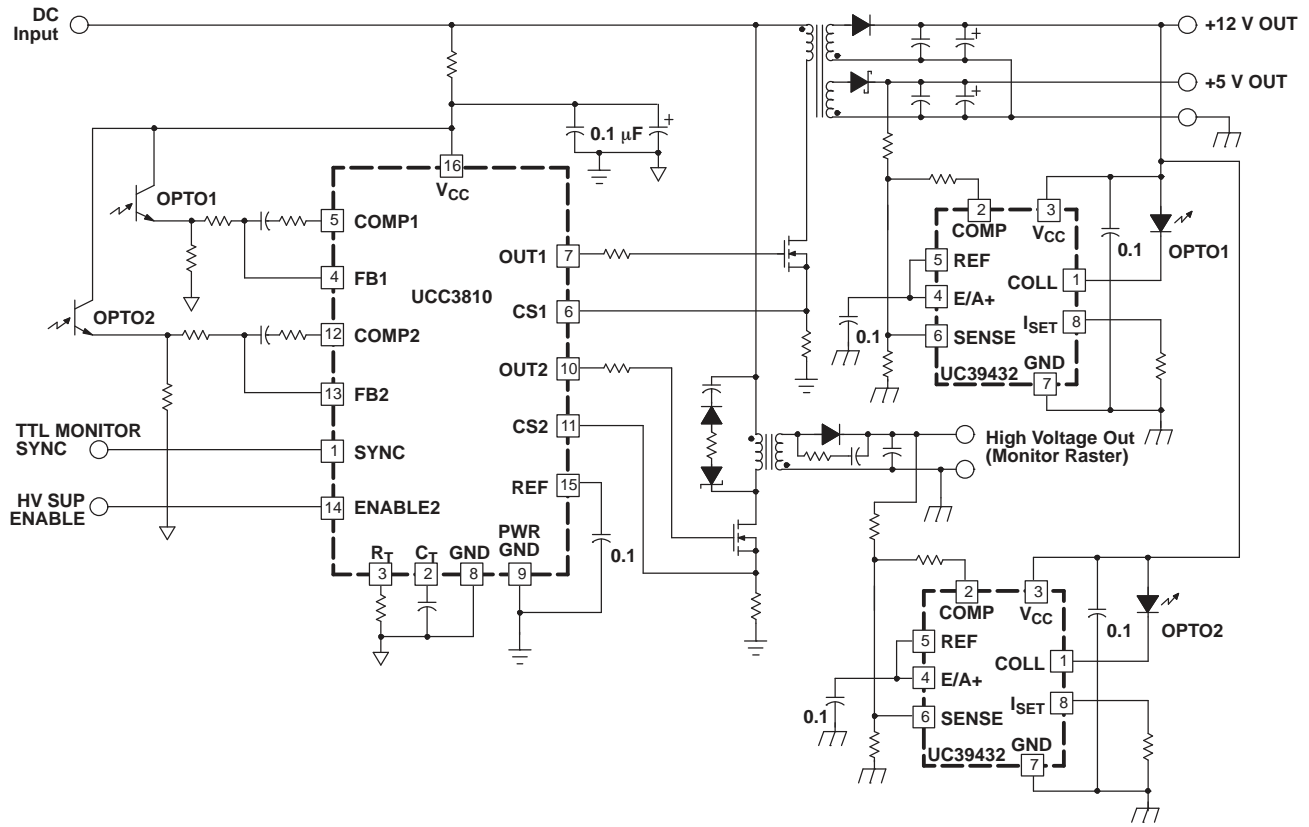 DC
Input
+12 V OUT
+5 V OUT
0.1 μF
16
VCC
OPTO1
5 COMP1
4 FB1
OPTO2
12 COMP2
13 FB2
TTL MONITOR
SYNC
1 SYNC
HV SUP
ENABLE
14 ENABLE2
UCC3810
OUT1 7
CS1 6
OUT2 10
CS2 11
REF 15
PWR
GND
9
RT
3
CT
2
GND
8
0.1
2
COMP
3
VCC
5 REF
4 E/A+
6 SENSE
COLL 1
ISET 8
GND
7
UC39432
0.1
0.1
OPTO1
High Voltage Out
(Monitor Raster)
2
COMP
3
VCC
5 REF
4 E/A+
6 SENSE
COLL 1
ISET 8
GND
7
UC39432
0.1
0.1
OPTO2